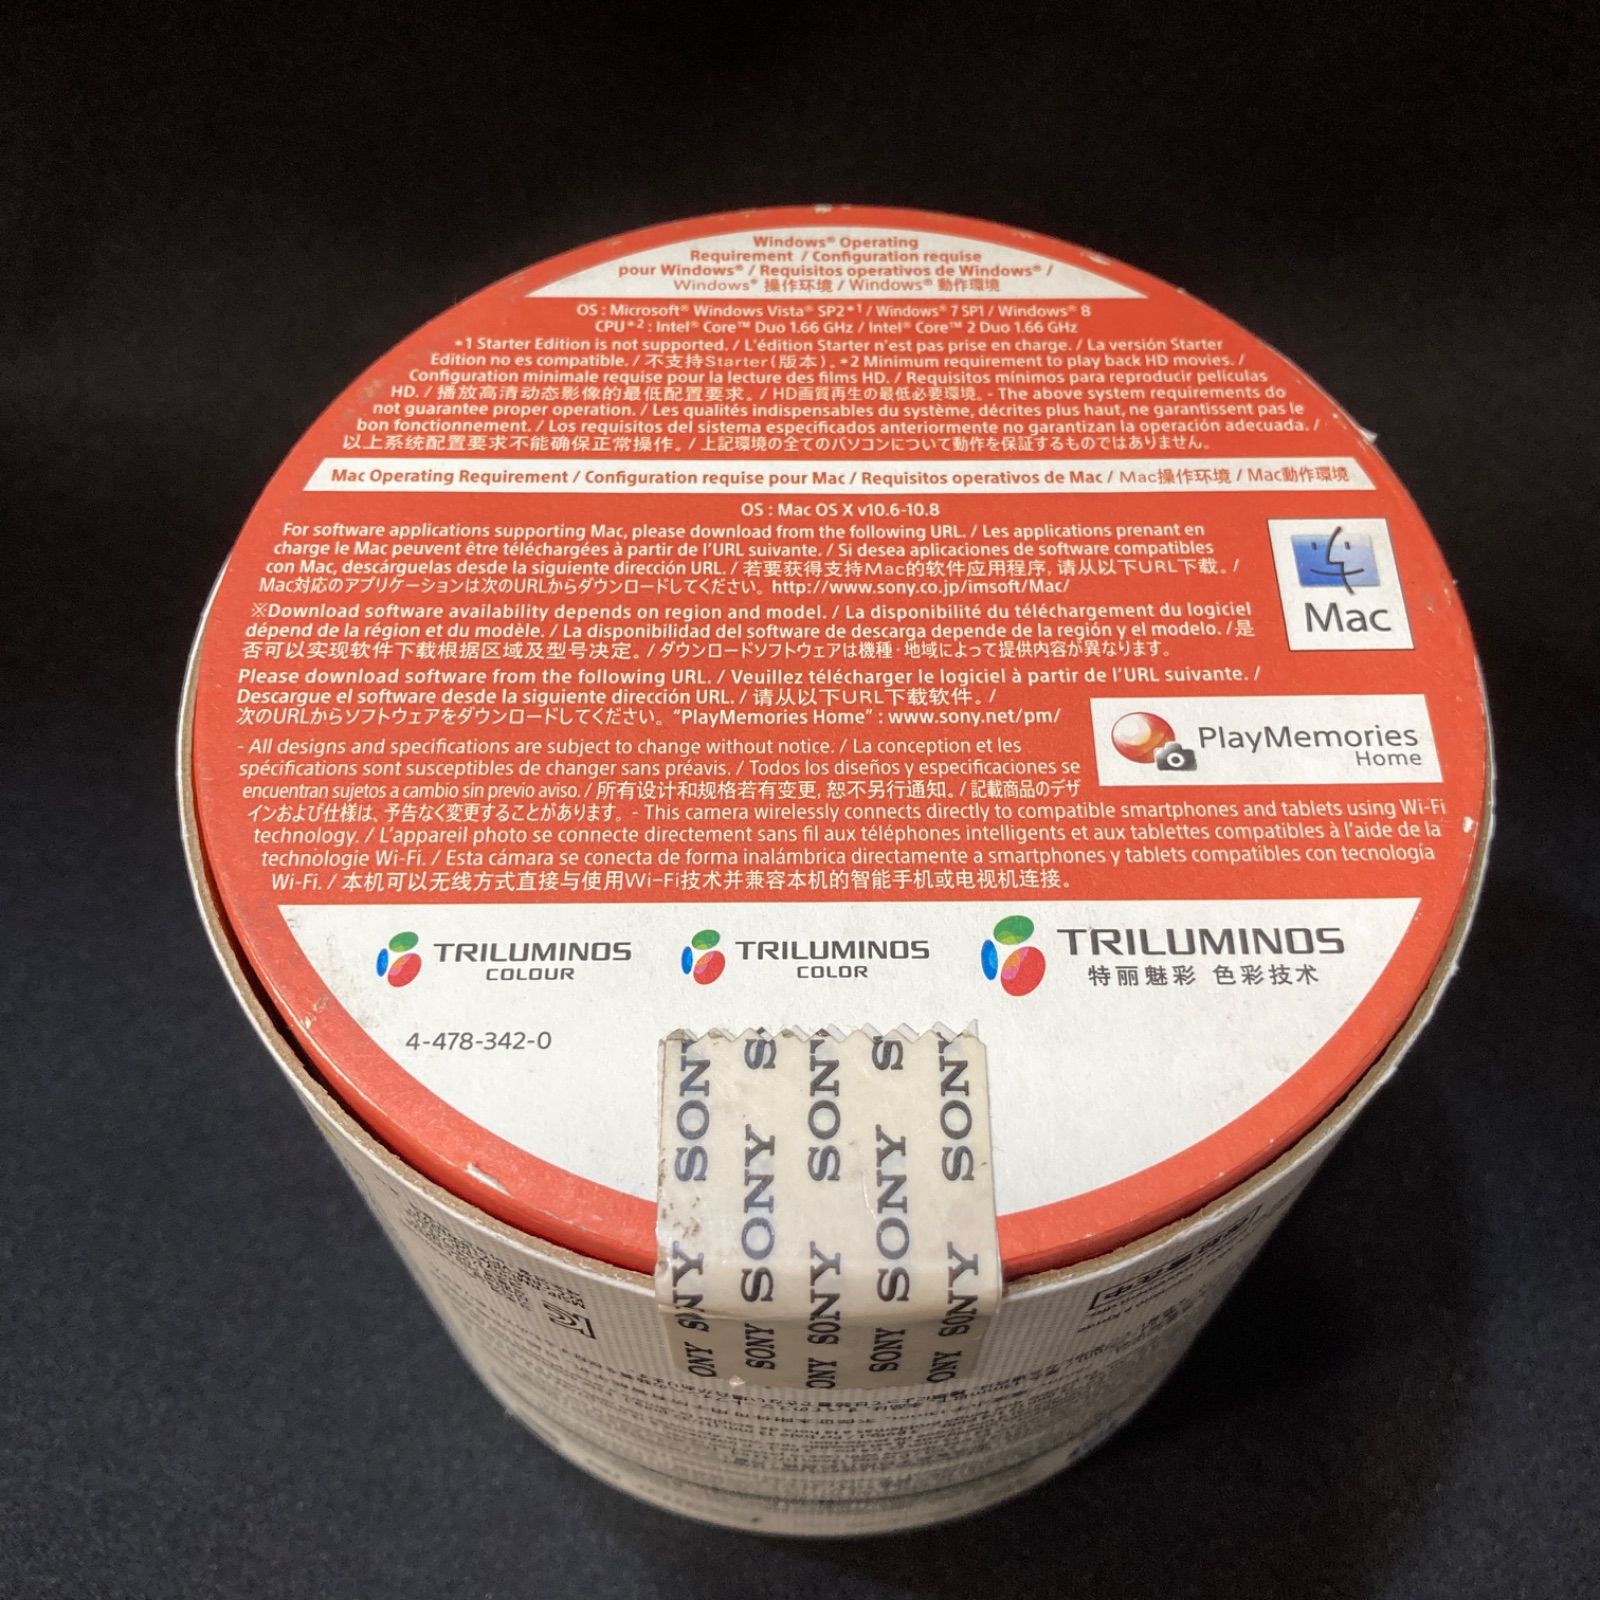 Windows® Operating
Requirement / Configuration requise
pour Windows® / Requisitos operativos de Windows® /
Windows® 操作环境 / Windows® 動作環境
OS : Microsoft® Windows Vista® SP2*1 / Windows® 7 SP1 / Windows® 8
CPU*2 : Intel® Core™ Duo 1.66 GHz / Intel® Core™ 2 Duo 1.66 GHz
*1 Starter Edition is not supported. / L'édition Starter n'est pas prise en charge. / La versión Starter
Edition no es compatible. / 不支持Starter(版本)。*2 Minimum requirement to play back HD movies. /
Configuration minimale requise pour la lecture des films HD. / Requisitos mínimos para reproducir películas
HD. / 播放高清动态影像的最低配置要求。/ HD画質再生の最低必要環境。- The above system requirements do
not guarantee proper operation. / Les qualités indispensables du système, décrites plus haut, ne garantissent pas le
bon fonctionnement. / Los requisitos del sistema especificados anteriormente no garantizan la operación adecuada. /
以上系统配置要求不能确保正常操作。/ 上記環境の全てのパソコンについて動作を保証するものではありません。
Mac Operating Requirement / Configuration requise pour Mac / Requisitos operativos de Mac / Mac操作环境 / Mac動作環境
OS : Mac OS X v10.6-10.8
For software applications supporting Mac, please download from the following URL. / Les applications prenant en
charge le Mac peuvent être téléchargées à partir de l'URL suivante. / Si desea aplicaciones de software compatibles
con Mac, descárguelas desde la siguiente dirección URL. / 若要获得支持Mac的软件应用程序, 请从以下URL下载。/
Mac対応のアプリケーションは次のURLからダウンロードしてください。http://www.sony.co.jp/imsoft/Mac/
Mac
※Download software availability depends on region and model. / La disponibilité du téléchargement du logiciel
dépend de la région et du modèle. / La disponibilidad del software de descarga depende de la región y el modelo. / 是
否可以实现软件下载根据区域及型号决定。/ ダウンロードソフトウェアは機種・地域によって提供内容が異なります。
Please download software from the following URL. / Veuillez télécharger le logiciel à partir de l'URL suivante. /
Descargue el software desde la siguiente dirección URL. / 请从以下URL下载软件。/
次のURLからソフトウェアをダウンロードしてください。"PlayMemories Home" : www.sony.net/pm/
PlayMemories
Home
- All designs and specifications are subject to change without notice. / La conception et les
spécifications sont susceptibles de changer sans préavis. / Todos los diseños y especificaciones se
encuentran sujetos a cambio sin previo aviso. / 所有设计和规格若有变更, 恕不另行通知。/ 記載商品のデザ
インおよび仕様は、予告なく変更することがあります。- This camera wirelessly connects directly to compatible smartphones and tablets using Wi-Fi
technology. / L'appareil photo se connecte directement sans fil aux téléphones intelligents et aux tablettes compatibles à l'aide de la
technologie Wi-Fi. / Esta cámara se conecta de forma inalámbrica directamente a smartphones y tablets compatibles con tecnología
Wi-Fi. / 本机可以无线方式直接与使用Wi-Fi技术并兼容本机的智能手机或电视机连接。
TRILUMINOS
COLOUR
TRILUMINOS
COLOR
TRILUMINOS
特丽魅彩 色彩技术
4-478-342-0
SONY SONY
SONY SONY
SONY SONY
SONY SONY
SONY SONY